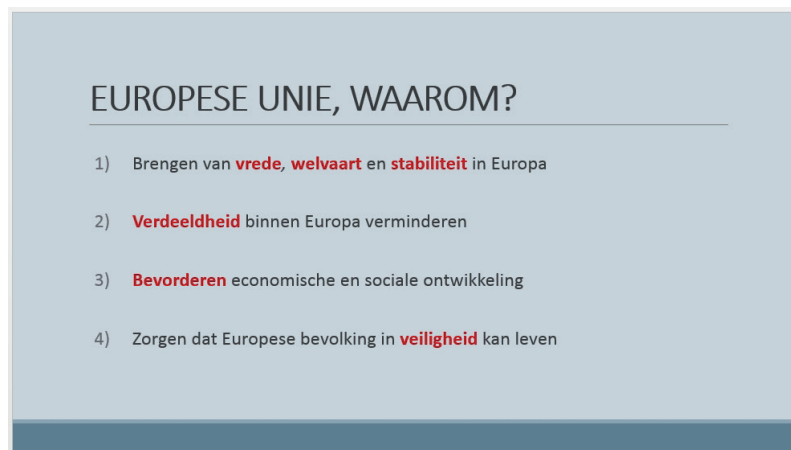 EUROPESE UNIE, WAAROM?
1) Brengen van vrede, welvaart en stabiliteit in Europa
2) Verdeeldheid binnen Europa verminderen
3) Bevorderen economische en sociale ontwikkeling
4) Zorgen dat Europese bevolking in veiligheid kan leven